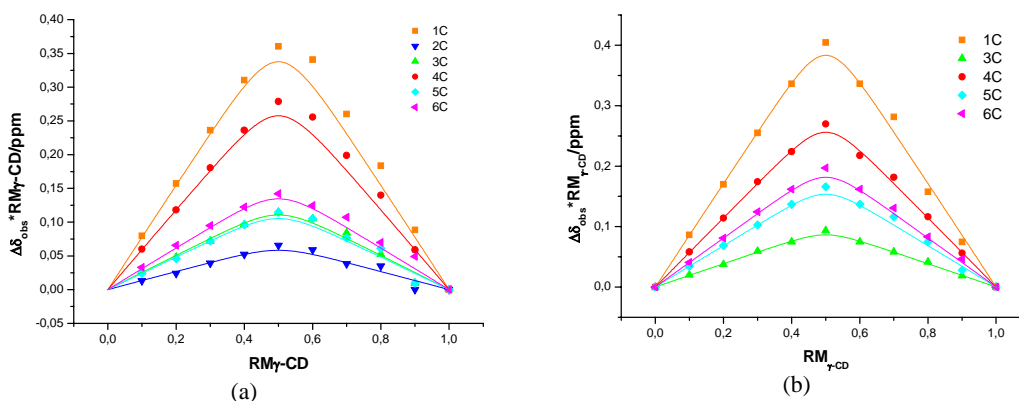 0,40
0,35
0,30
0,25
0,20
0,15
0,10
0,05
0,00
-0,05
Δδobs*RMγ-CD/ppm
1C
2C
3C
4C
5C
6C
0,0 0,2 0,4 0,6 0,8 1,0
RMγ-CD
(a)
0,4
0,3
0,2
0,1
0,0
Δδobs*RMγ-CD/ppm
1C
3C
4C
5C
6C
0,0 0,2 0,4 0,6 0,8 1,0
RMγ-CD
(b)